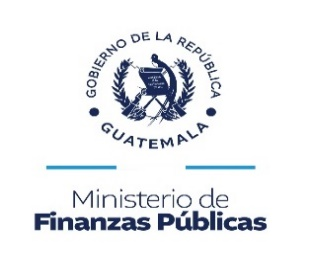 GOBIERNO DE LA REPÚBLICA
GUATEMALA
Ministerio de
Finanzas Públicas